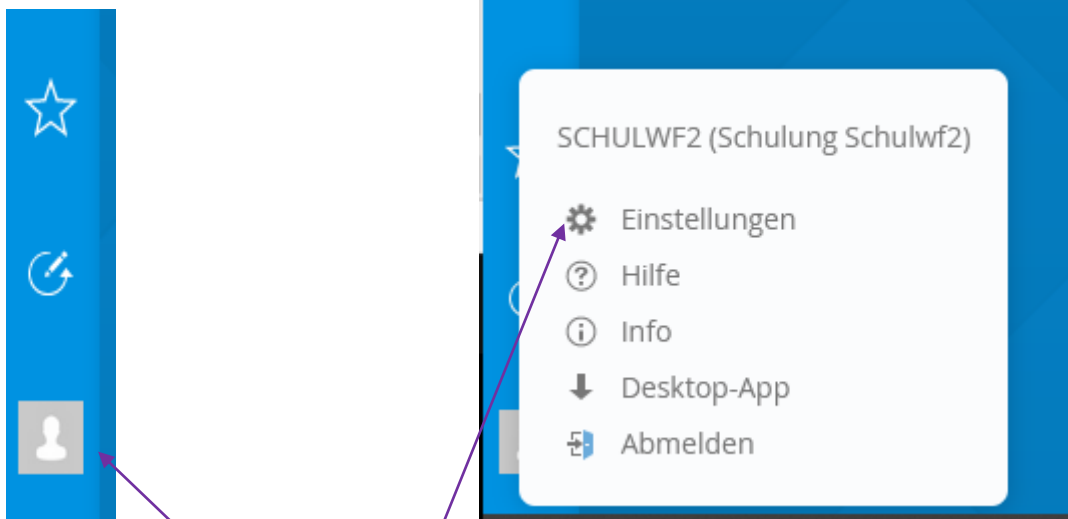 SCHULWF2 (Schulung Schulwf2)
Einstellungen
Hilfe
Info
Desktop-App
Abmelden